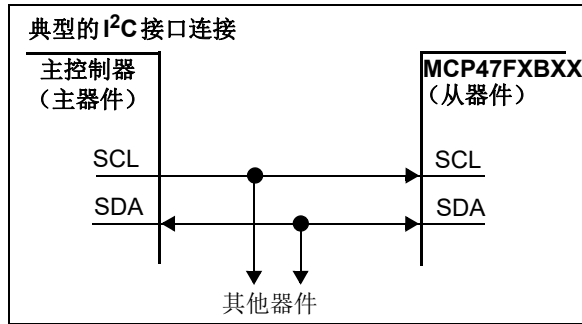 典型的I²C接口连接
主控制器
（主器件）
MCP47FXBXX
（从器件）
SCL
SCL
SDA
SDA
其他器件